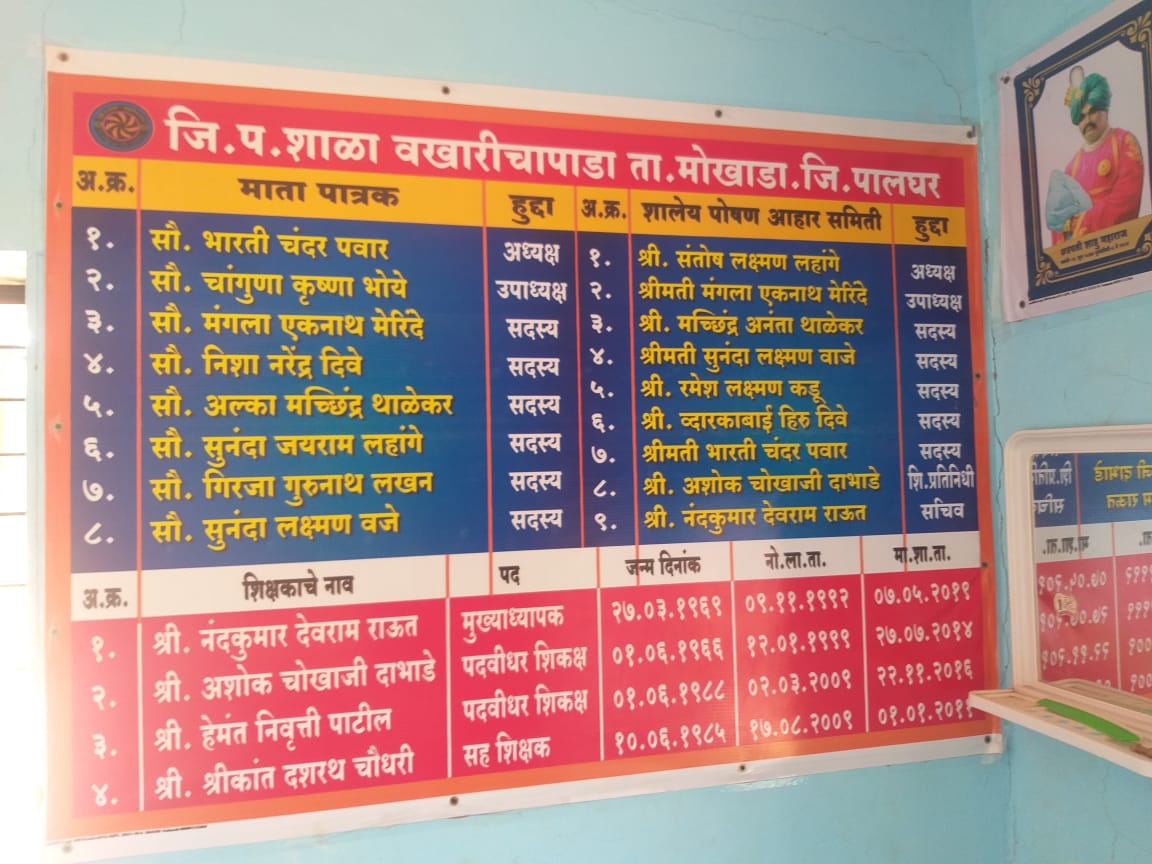 जि.प.शाळा वखारीचापाडा ता.मोखाडा.जि.पालघर
अ.क्र. माता पात्रक हुद्दा अ.क्र. शालेय पोषण आहार समिती हुद्दा
१. सौ. भारती चंदर पवार अध्यक्ष १. श्री. संतोष लक्ष्मण लहांगे अध्यक्ष
२. सौ. चांगुणा कृष्णा भोये उपाध्यक्ष २. श्रीमती मंगला एकनाथ मेरिंदे उपाध्यक्ष
३. सौ. मंगला एकनाथ मेरिंदे सदस्य ३. श्री. मच्छिंद्र अनंता थाळेकर सदस्य
४. सौ. निशा नरेंद्र दिवे सदस्य ४. श्रीमती सुनंदा लक्ष्मण वाजे सदस्य
५. सौ. अल्का मच्छिंद्र थाळेकर सदस्य ५. श्री. रमेश लक्ष्मण कडू सदस्य
६. सौ. सुनंदा जयराम लहांगे सदस्य ६. श्री. व्दारकाबाई हिरु दिवे सदस्य
७. सौ. गिरजा गुरुनाथ लखन सदस्य ७. श्रीमती भारती चंदर पवार सदस्य
८. सौ. सुनंदा लक्ष्मण वजे सदस्य ८. श्री. अशोक चोखाजी दाभाडे शि.प्रतिनिधी
९. श्री. नंदकुमार देवराम राऊत सचिव
अ.क्र. शिक्षकाचे नाव पद जन्म दिनांक नो.ला.ता. मा.शा.ता.
१. श्री. नंदकुमार देवराम राऊत मुख्याध्यापक २७.०३.१९६९ ०९.११.१९९२ ०७.०५.२०१९
२. श्री. अशोक चोखाजी दाभाडे पदवीधर शिकक्ष ०१.०६.१९६६ १२.०१.१९९९ २७.०७.२०१४
३. श्री. हेमंत निवृत्ती पाटील पदवीधर शिकक्ष ०१.०६.१९८८ ०२.०३.२००९ २२.११.२०१६
४. श्री. श्रीकांत दशरथ चौधरी सह शिक्षक १०.०६.१९८५ १७.०८.२००९
छत्रपती शाहु महाराज